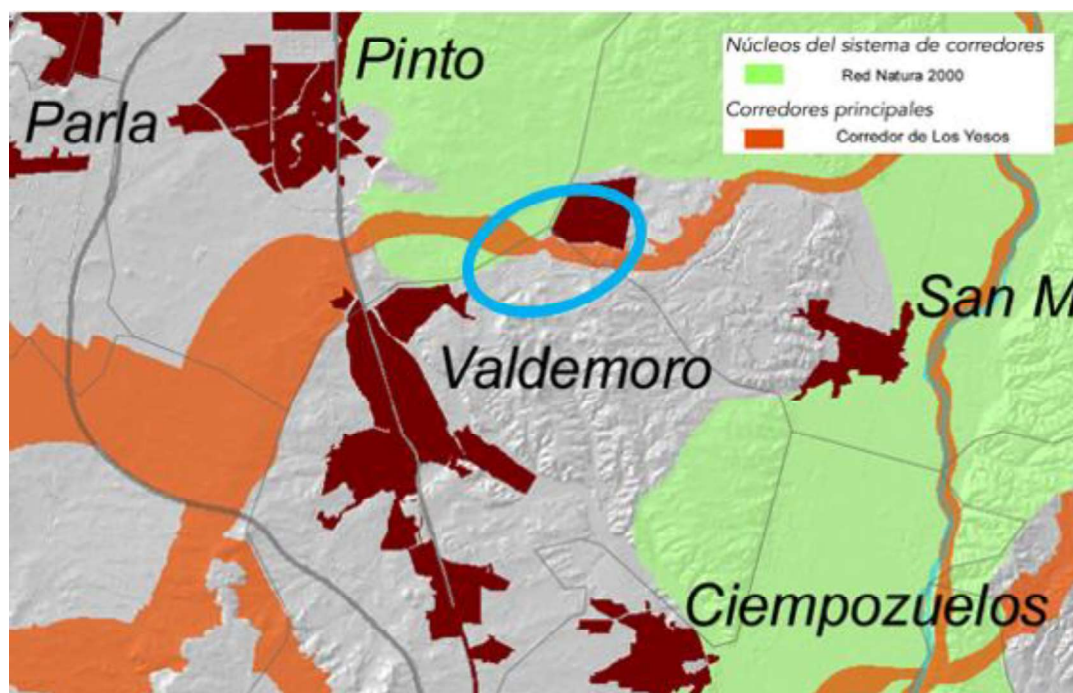 Pinto
Parla
Núcleos del sistema de corredores
Red Natura 2000
Corredores principales
Corredor de Los Yesos
San M
Valdemoro
Ciempozuelos